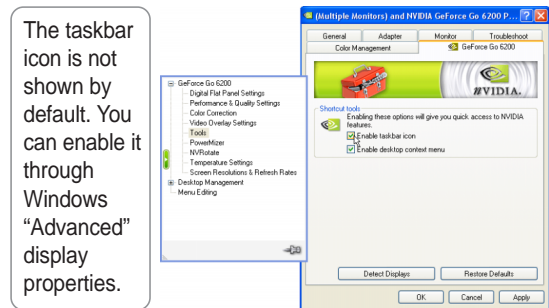 The taskbar
icon is not
shown by
default. You
can enable it
through
Windows
“Advanced”
display
properties.
GeForce Go 6200
Digital Flat Panel Settings
Performance & Quality Settings
Color Correction
Video Overlay Settings
Tools
PowerMizer
NVRotate
Temperature Settings
Screen Resolutions & Refresh Rates
Desktop Management
Menu Editing
(Multiple Monitors) and NVIDIA GeForce Go 6200 P...
General Adapter Monitor Troubleshoot
Color Management GeForce Go 6200
NVIDIA.
Shortcut tools
Enabling these options will give you quick access to NVIDIA
features.
Enable taskbar icon
Enable desktop context menu
Detect Displays Restore Defaults
OK Cancel Apply